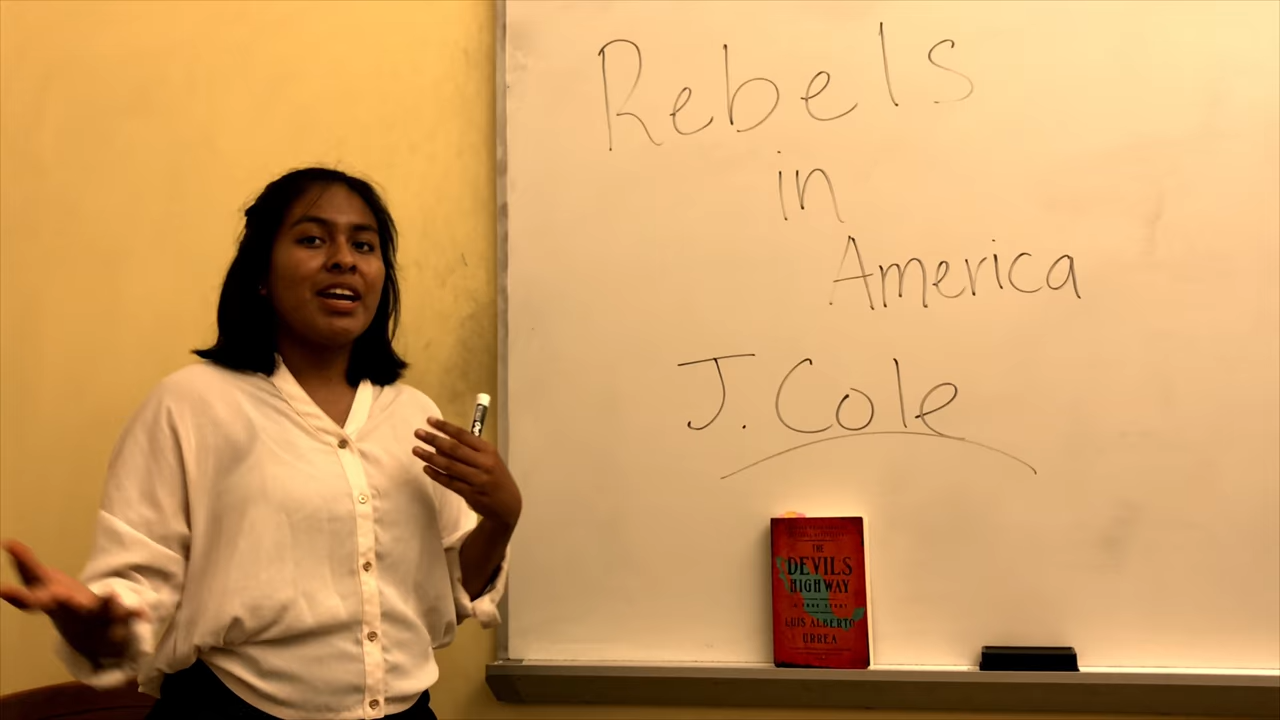 Rebels
in
America
J. Cole
THE
DEVILS
HIGHWAY
A TRUE STORY
LUIS ALBERTO
URREA